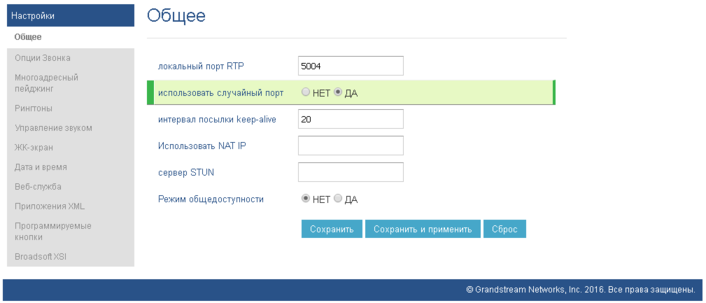 Настройки
Общее
Опции Звонка
Многоадресный
пейджинг
Рингтоны
Управление звуком
ЖК-экран
Дата и время
Веб-служба
Приложения XML
Программируемые
кнопки
Broadsoft XSI
Общее
локальный порт RTP 5004
использовать случайный порт НЕТ ДА
интервал посылки keep-alive 20
Использовать NAT IP
сервер STUN
Режим общедоступности НЕТ ДА
Сохранить Сохранить и применить Сброс
© Grandstream Networks, Inc. 2016. Все права защищены.